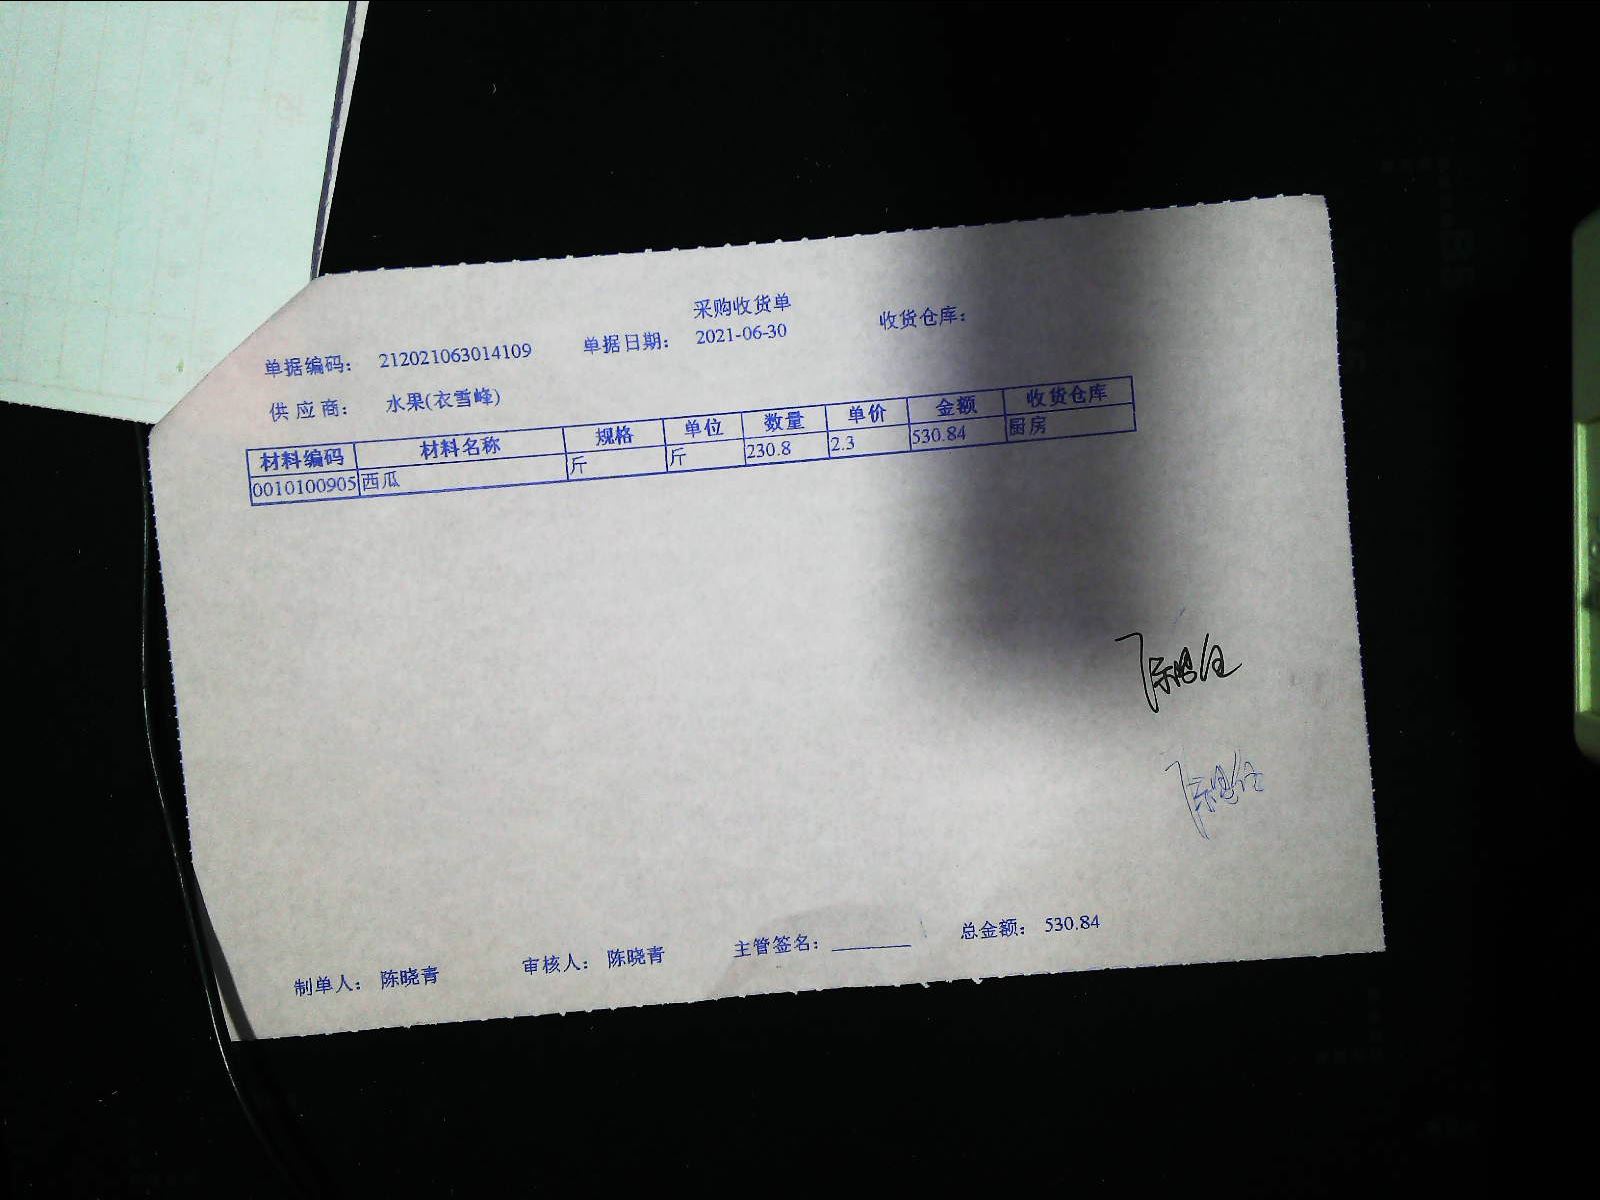 采购收货单
单据编码： 212021063014109 单据日期： 2021-06-30 收货仓库：
供应商： 水果(衣雪峰)
材料编码 材料名称 规格 单位 数量 单价 金额 收货仓库
0010100905 西瓜 斤 斤 230.8 2.3 530.84 厨房
制单人： 陈晓青 审核人： 陈晓青 主管签名：________ 总金额： 530.84